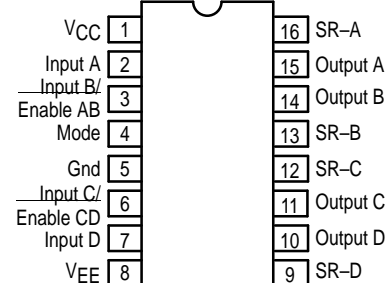 VCC 1
Input A 2
Input B/
Enable AB 3
Mode 4
Gnd 5
Input C/
Enable CD 6
Input D 7
VEE 8
16 SR–A
15 Output A
14 Output B
13 SR–B
12 SR–C
11 Output C
10 Output D
9 SR–D